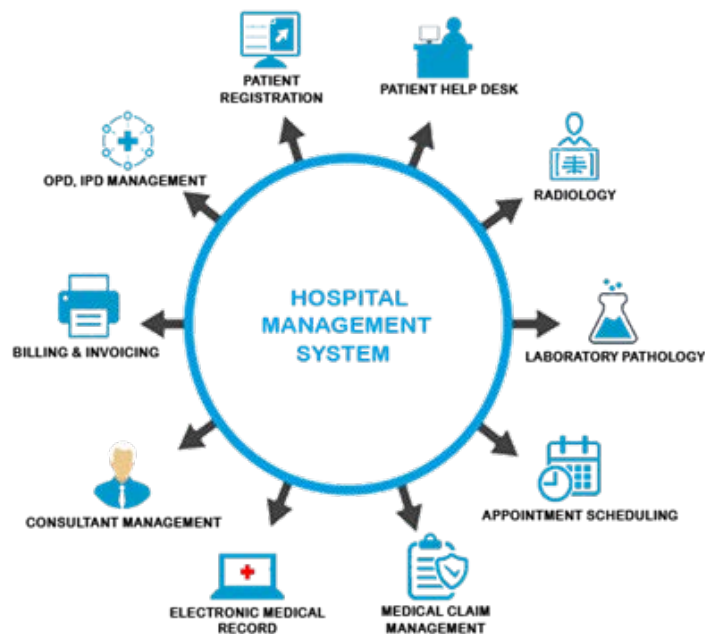 PATIENT
REGISTRATION
PATIENT HELP DESK
OPD, IPD MANAGEMENT
RADIOLOGY
HOSPITAL
MANAGEMENT
SYSTEM
BILLING & INVOICING
LABORATORY PATHOLOGY
CONSULTANT MANAGEMENT
APPOINTMENT SCHEDULING
ELECTRONIC MEDICAL
RECORD
MEDICAL CLAIM
MANAGEMENT